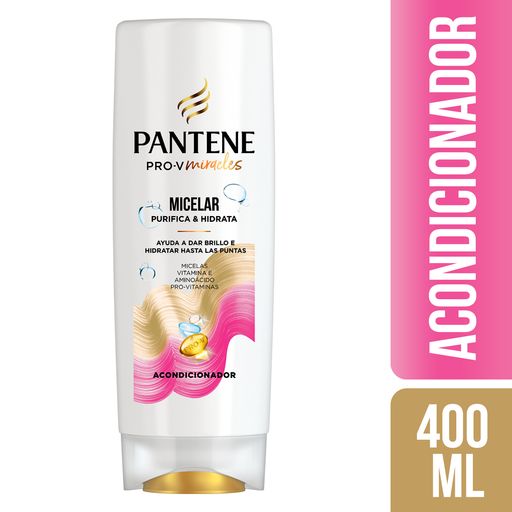 PANTENE
PRO-V miracles
MICELAR
PURIFICA & HIDRATA
AYUDA A DAR BRILLO E
HIDRATAR HASTA LAS PUNTAS
MICELAS
VITAMINA E
AMINOÁCIDO
PRO-VITAMINAS
PRO-V
ACONDICIONADOR
ACONDICIONADOR
400
ML